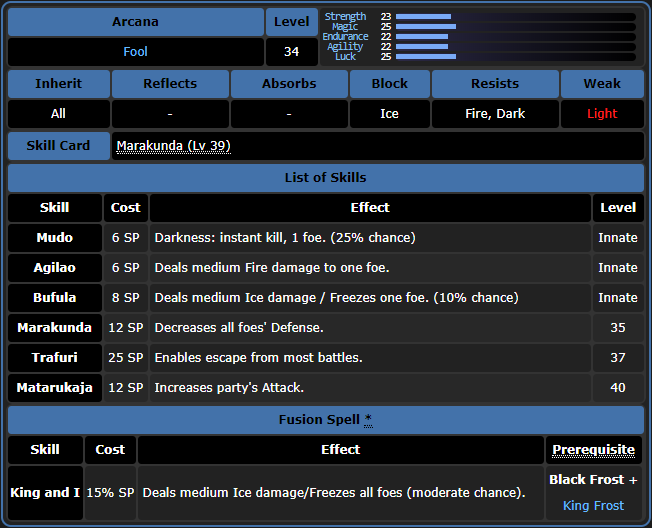 Arcana Level
Fool 34
Strength 23
Magic 25
Endurance 22
Agility 22
Luck 25
Inherit Reflects Absorbs Block Resists Weak
All - - Ice Fire, Dark Light
Skill Card Marakunda (Lv 39)
List of Skills
Skill Cost Effect Level
Mudo 6 SP Darkness: instant kill, 1 foe. (25% chance) Innate
Agilao 6 SP Deals medium Fire damage to one foe. Innate
Bufula 8 SP Deals medium Ice damage / Freezes one foe. (10% chance) Innate
Marakunda 12 SP Decreases all foes' Defense. 35
Trafuri 25 SP Enables escape from most battles. 37
Matarukaja 12 SP Increases party's Attack. 40
Fusion Spell *
Skill Cost Effect Prerequisite
King and I 15% SP Deals medium Ice damage/Freezes all foes (moderate chance). Black Frost +
King Frost